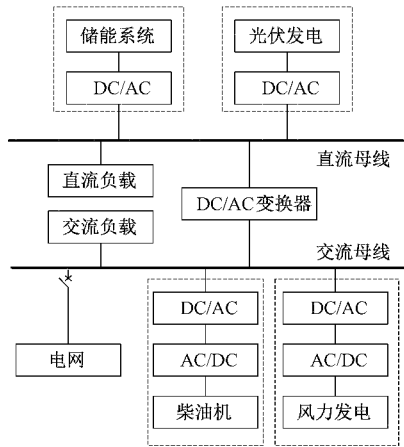 储能系统
光伏发电
DC/AC
DC/AC
直流母线
直流负载
DC/AC变换器
交流负载
交流母线
DC/AC
DC/AC
电网
AC/DC
AC/DC
柴油机
风力发电